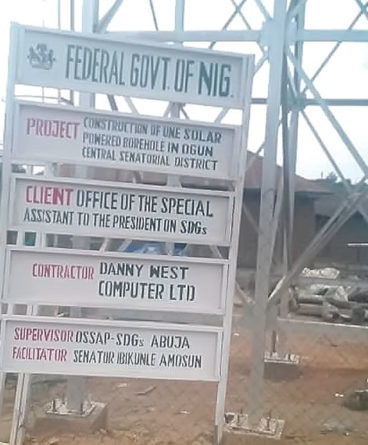 FEDERAL GOVT. OF NIG.
PROJECT CONSTRUCTION OF ONE SOLAR
POWERED BOREHOLE IN OGUN
CENTRAL SENATORIAL DISTRICT
CLIENT OFFICE OF THE SPECIAL
ASSISTANT TO THE PRESIDENT ON SDGs
CONTRACTOR DANNY WEST
COMPUTER LTD
SUPERVISOR OSSAP-SDGs ABUJA
FACILITATOR SENATOR IBIKUNLE AMOSUN